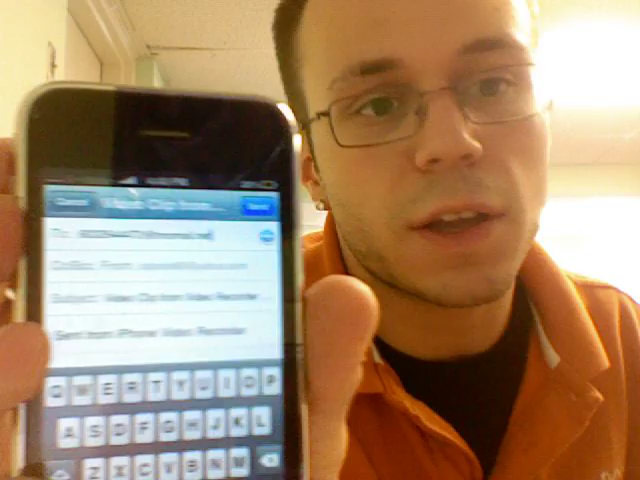 Cancel Video Clip from... Send
To:
Cc/Bcc, From:
Subject: Video Clip from Video Recorder
Sent from iPhone Video Recorder
Q W E R T Y U I O P
A S D F G H J K L
Z X C V B N M